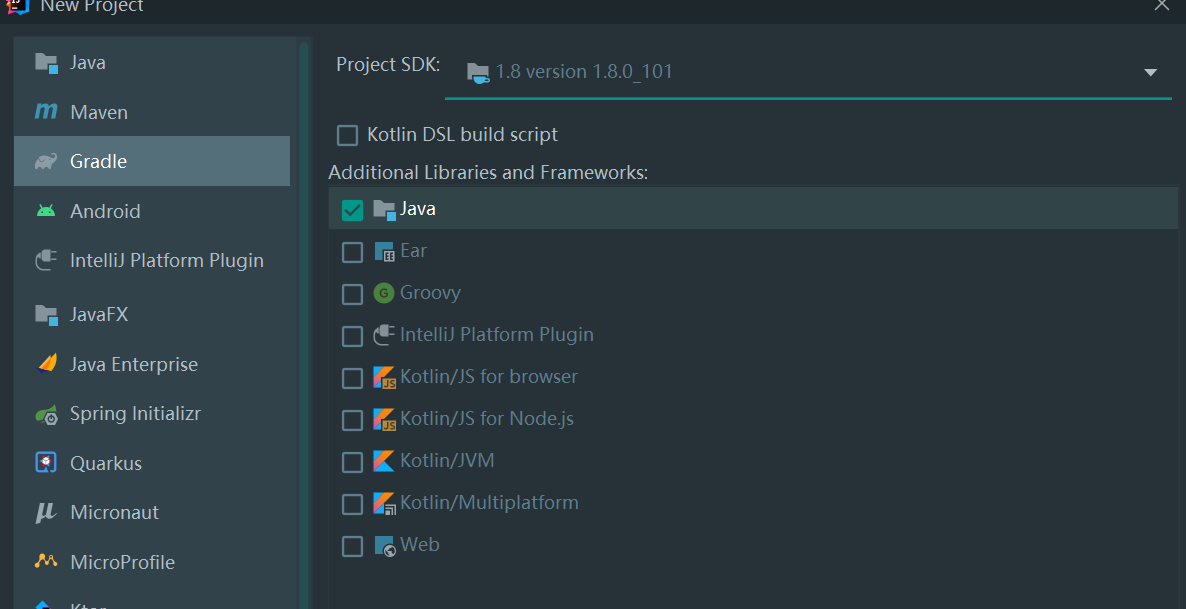 New Project
Java
Maven
Gradle
Android
IntelliJ Platform Plugin
JavaFX
Java Enterprise
Spring Initializr
Quarkus
Micronaut
MicroProfile
Project SDK:
1.8 version 1.8.0_101
Kotlin DSL build script
Additional Libraries and Frameworks:
Java
Ear
Groovy
IntelliJ Platform Plugin
Kotlin/JS for browser
Kotlin/JS for Node.js
Kotlin/JVM
Kotlin/Multiplatform
Web